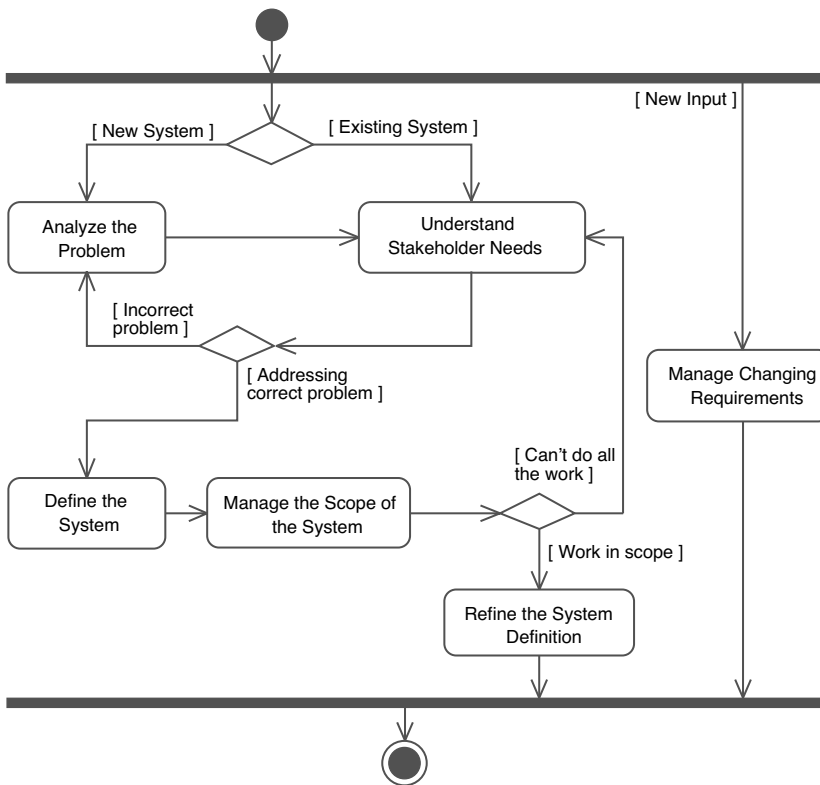 [ New Input ]
[ New System ]
[ Existing System ]
Analyze the
Problem
Understand
Stakeholder Needs
[ Incorrect
problem ]
[ Addressing
correct problem ]
Manage Changing
Requirements
[ Can't do all
the work ]
Define the
System
Manage the Scope of
the System
[ Work in scope ]
Refine the System
Definition